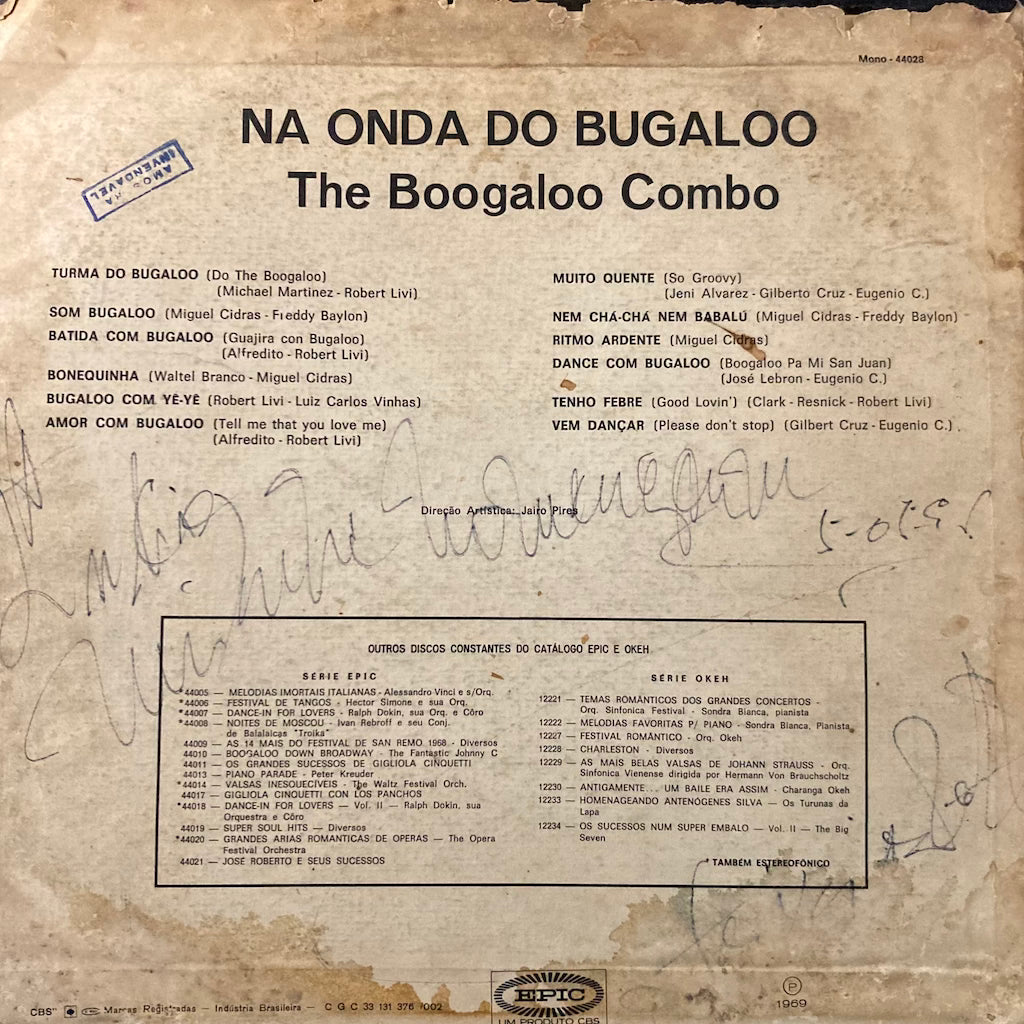 Mono - 44028
NA ONDA DO BUGALOO
The Boogaloo Combo
AMOSTRA
INVENDÁVEL
TURMA DO BUGALOO (Do The Boogaloo)
(Michael Martinez - Robert Livi)
SOM BUGALOO (Miguel Cidras - Freddy Baylon)
BATIDA COM BUGALOO (Guajira con Bugaloo)
(Alfredito - Robert Livi)
BONEQUINHA (Waltel Branco - Miguel Cidras)
BUGALOO COM YÊ-YÊ (Robert Livi - Luiz Carlos Vinhas)
AMOR COM BUGALOO (Tell me that you love me)
(Alfredito - Robert Livi)
MUITO QUENTE (So Groovy)
(Jeni Alvarez - Gilberto Cruz - Eugenio C.)
NEM CHÁ-CHÁ NEM BABALÚ (Miguel Cidras - Freddy Baylon)
RITMO ARDENTE (Miguel Cidras)
DANCE COM BUGALOO (Boogaloo Pa Mi San Juan)
(José Lebron - Eugenio C.)
TENHO FEBRE (Good Lovin') (Clark - Resnick - Robert Livi)
VEM DANÇAR (Please don't stop) (Gilbert Cruz - Eugenio C.) .
Direção Artística: Jairo Pires
OUTROS DISCOS CONSTANTES DO CATÁLOGO EPIC E OKEH
SÉRIE EPIC
*44005 — MELODIAS IMORTAIS ITALIANAS - Alessandro Vinci e s/Orq.
*44006 — FESTIVAL DE TANGOS - Hector Simone e sua Orq.
*44007 — DANCE-IN FOR LOVERS - Ralph Dokin, sua Orq. e Côro
*44008 — NOITES DE MOSCOU - Ivan Rebroff e seu Conj.
de Balalaicas "Troika"
44009 — AS 14 MAIS DO FESTIVAL DE SAN REMO 1968 - Diversos
44010 — BOOGALOO DOWN BROADWAY - The Fantastic Johnny C
44011 — OS GRANDES SUCESSOS DE GIGLIOLA CINQUETTI
44013 — PIANO PARADE - Peter Kreuder
*44014 — VALSAS INESQUECÍVEIS - The Waltz Festival Orch.
44017 — GIGLIOLA CINQUETTI CON LOS PANCHOS
*44018 — DANCE-IN FOR LOVERS — Vol. II — Ralph Dokin, sua
Orquestra e Côro
44019 — SUPER SOUL HITS — Diversos
*44020 — GRANDES ARIAS ROMANTICAS DE OPERAS — The Opera
Festival Orchestra
44021 — JOSÉ ROBERTO E SEUS SUCESSOS
SÉRIE OKEH
12221 — TEMAS ROMÂNTICOS DOS GRANDES CONCERTOS -
Orq. Sinfonica Festival - Sondra Bianca, pianista
12222 — MELODIAS FAVORITAS P/ PIANO - Sondra Bianca, Pianista
12227 — FESTIVAL ROMÂNTICO - Orq. Okeh
12228 — CHARLESTON - Diversos
12229 — AS MAIS BELAS VALSAS DE JOHANN STRAUSS - Orq.
Sinfonica Vienense dirigida por Hermann Von Brauchscholtz
12230 — ANTIGAMENTE... UM BAILE ERA ASSIM - Charanga Okeh
12233 — HOMENAGEANDO ANTENÓGENES SILVA — Os Turunas da
Lapa
12234 — OS SUCESSOS NUM SUPER EMBALO — Vol. II — The Big
Seven
* TAMBÉM ESTEREOFÔNICO
CBS" Marcas Registradas — Indústria Brasileira — C G C 33 131 376 /002
EPIC
UM PRODUTO CBS
℗
1969